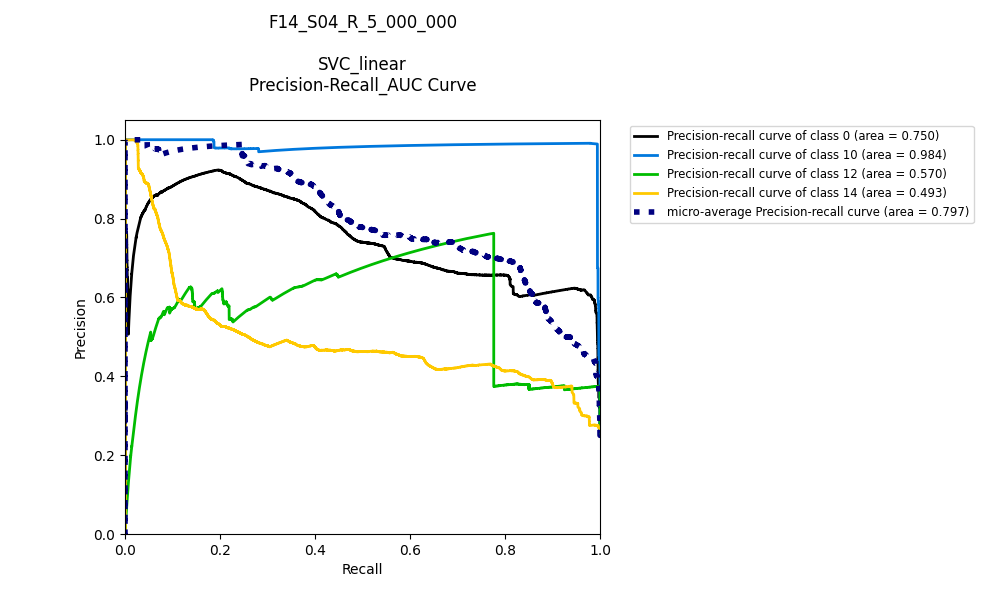 F14_S04_R_5_000_000
SVC_linear
Precision-Recall_AUC Curve
Precision-recall curve of class 0 (area = 0.750)
Precision-recall curve of class 10 (area = 0.984)
Precision-recall curve of class 12 (area = 0.570)
Precision-recall curve of class 14 (area = 0.493)
micro-average Precision-recall curve (area = 0.797)
Precision
1.0
0.8
0.6
0.4
0.2
0.0
0.0 0.2 0.4 0.6 0.8 1.0
Recall